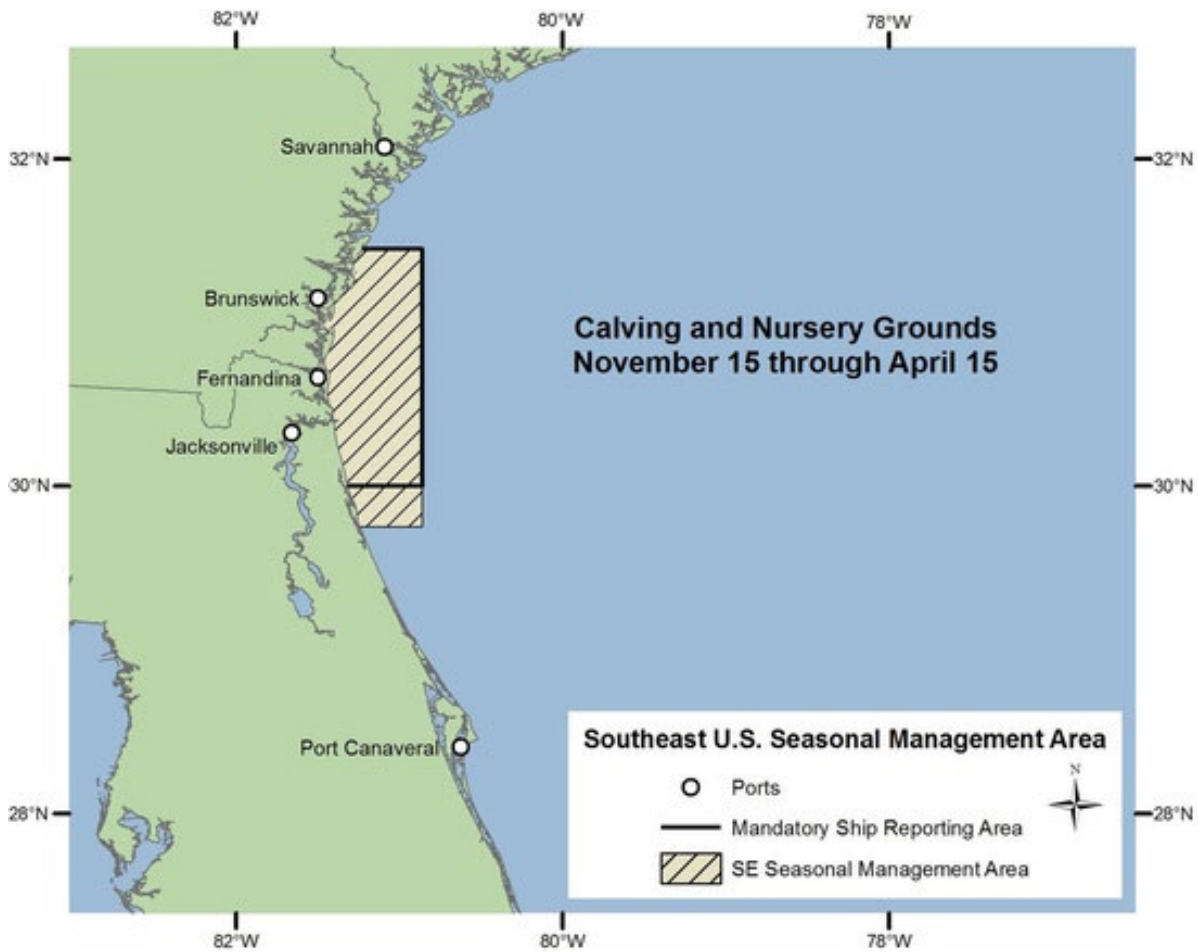 82°W 80°W 78°W
Savannah
32°N 32°N
Brunswick
Calving and Nursery Grounds
November 15 through April 15
Fernandina
Jacksonville
30°N 30°N
Port Canaveral
Southeast U.S. Seasonal Management Area
N
Ports
Mandatory Ship Reporting Area
SE Seasonal Management Area
28°N 28°N
82°W 80°W 78°W